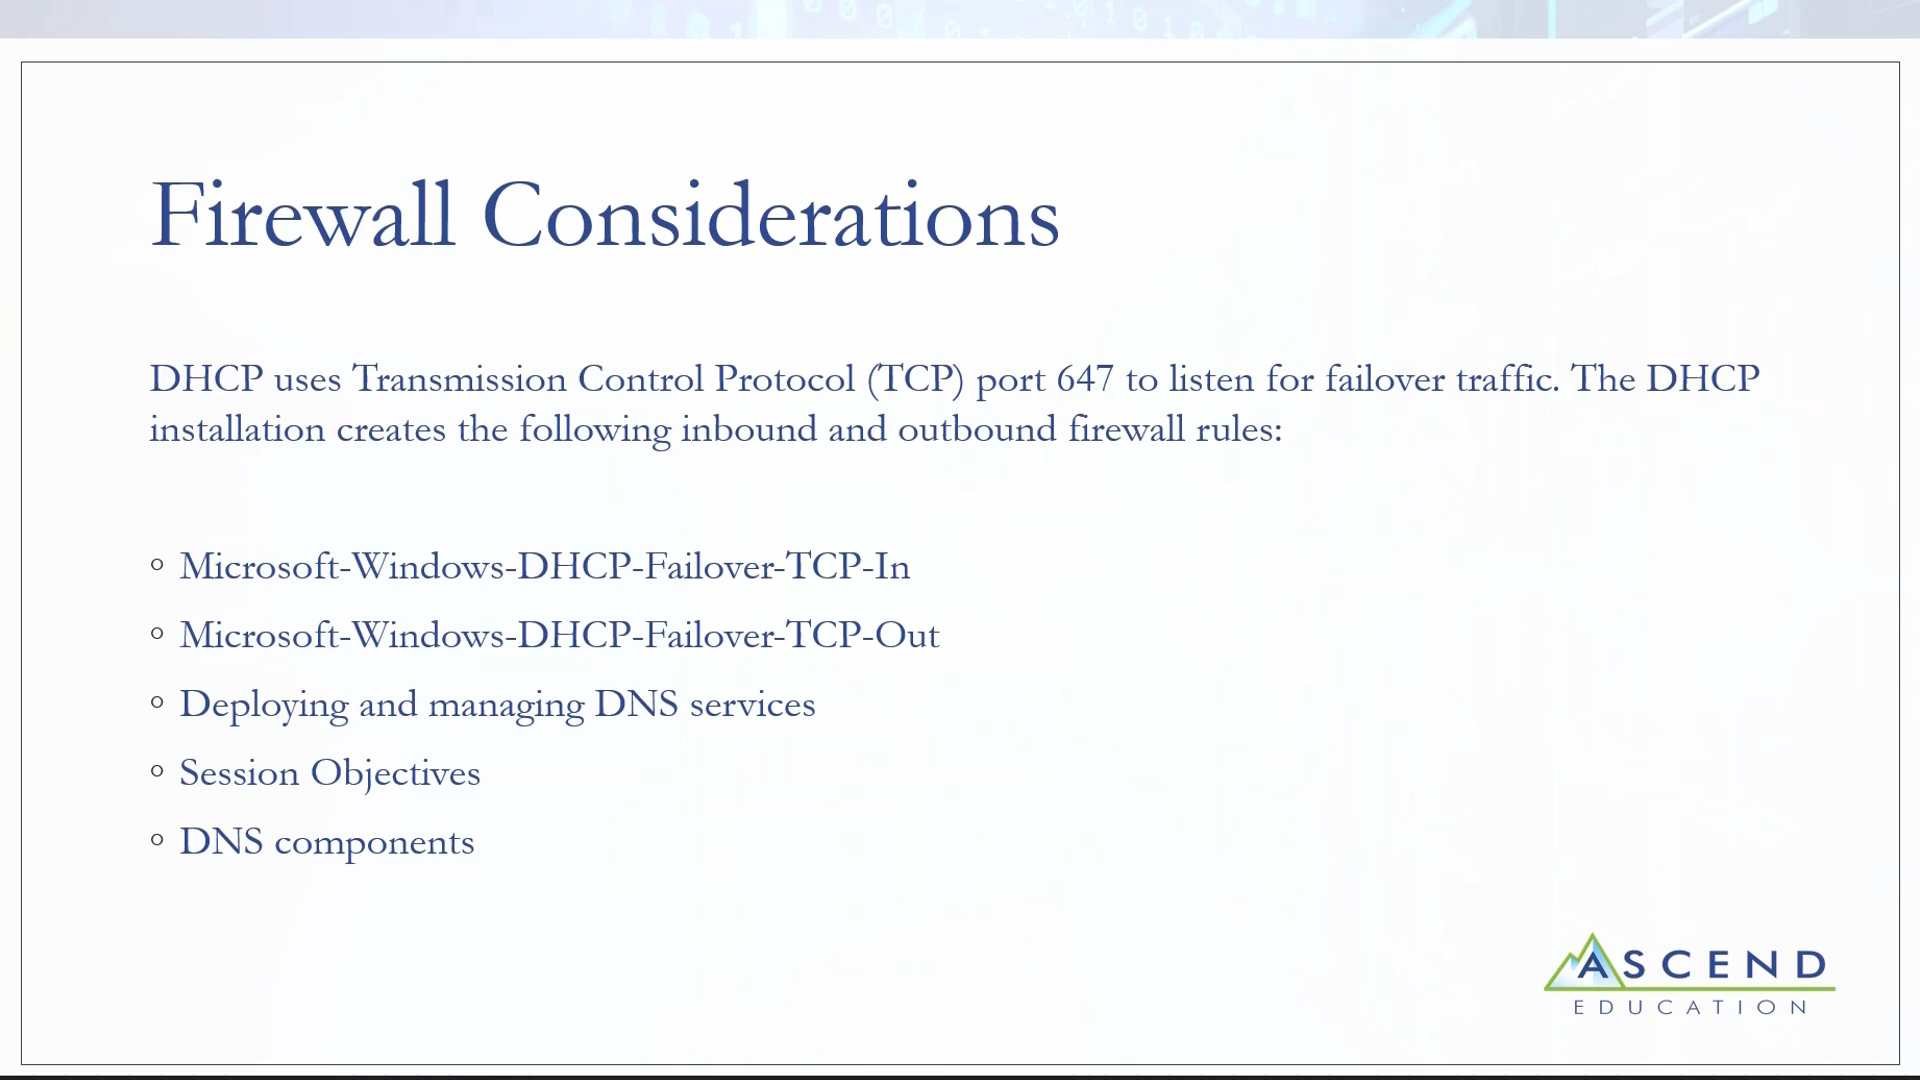 Firewall Considerations
DHCP uses Transmission Control Protocol (TCP) port 647 to listen for failover traffic. The DHCP
installation creates the following inbound and outbound firewall rules:
Microsoft-Windows-DHCP-Failover-TCP-In
Microsoft-Windows-DHCP-Failover-TCP-Out
Deploying and managing DNS services
Session Objectives
DNS components
ASCEND
EDUCATION